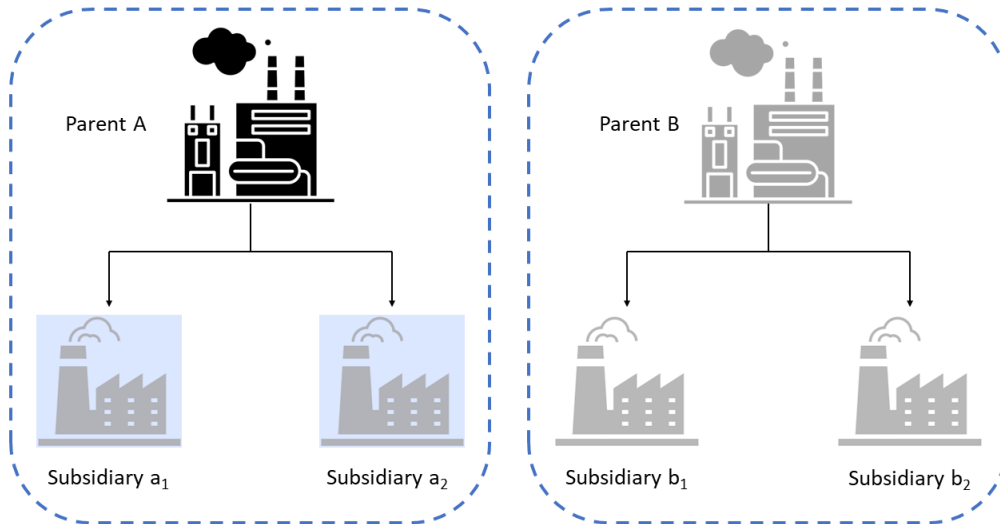 Parent A
Parent B
Subsidiary a₁
Subsidiary a₂
Subsidiary b₁
Subsidiary b₂